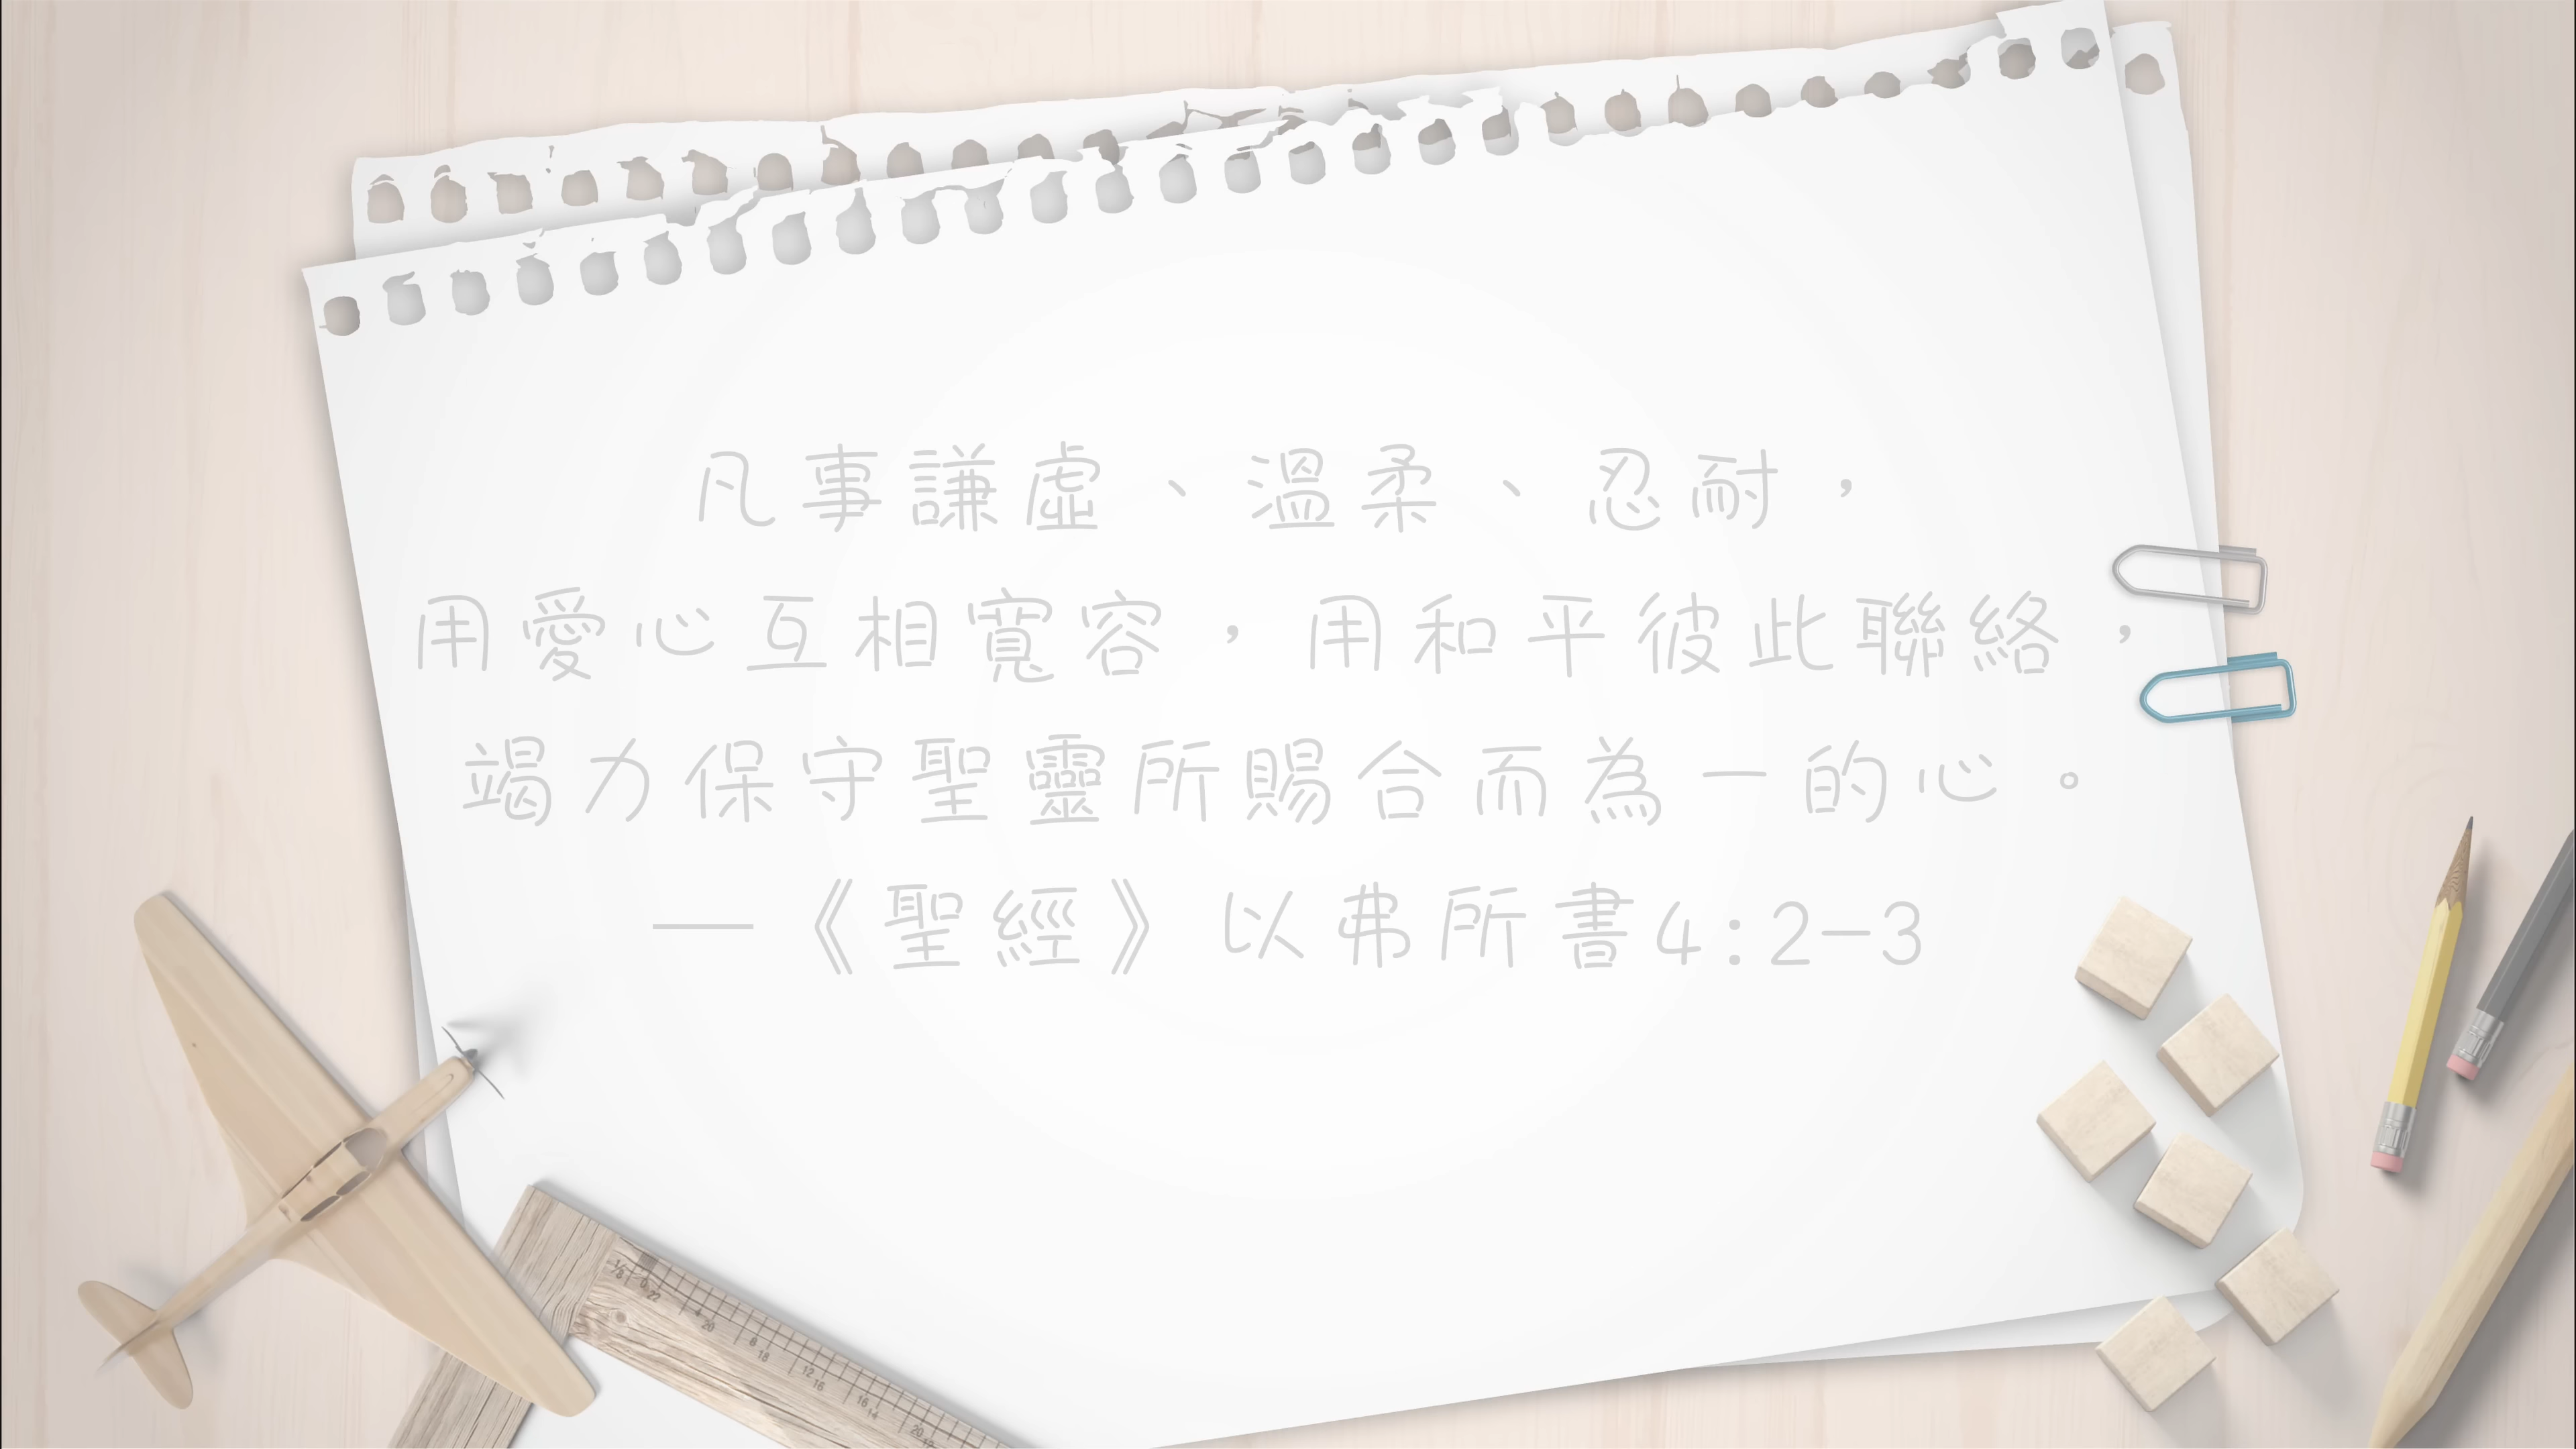 凡事謙虛、溫柔、忍耐，
用愛心互相寬容，用和平彼此聯絡，
竭力保守聖靈所賜合而為一的心。
—《聖經》以弗所書4:2-3